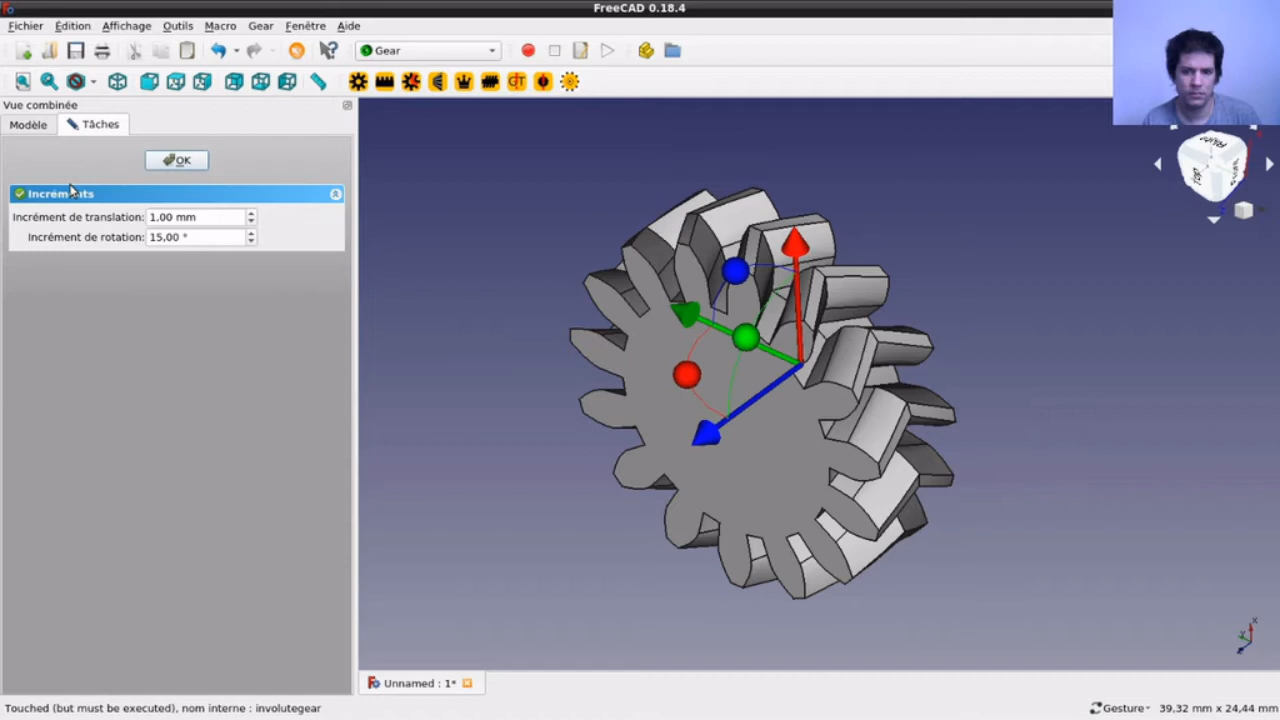 FreeCAD 0.18.4
Fichier Édition Affichage Outils Macro Gear Fenêtre Aide
Gear
Vue combinée
Modèle Tâches
OK
Incréments
Incrément de translation: 1,00 mm
Incrément de rotation: 15,00 °
Unnamed : 1*
Touched (but must be executed), nom interne : involutegear
Gesture 39,32 mm x 24,44 mm